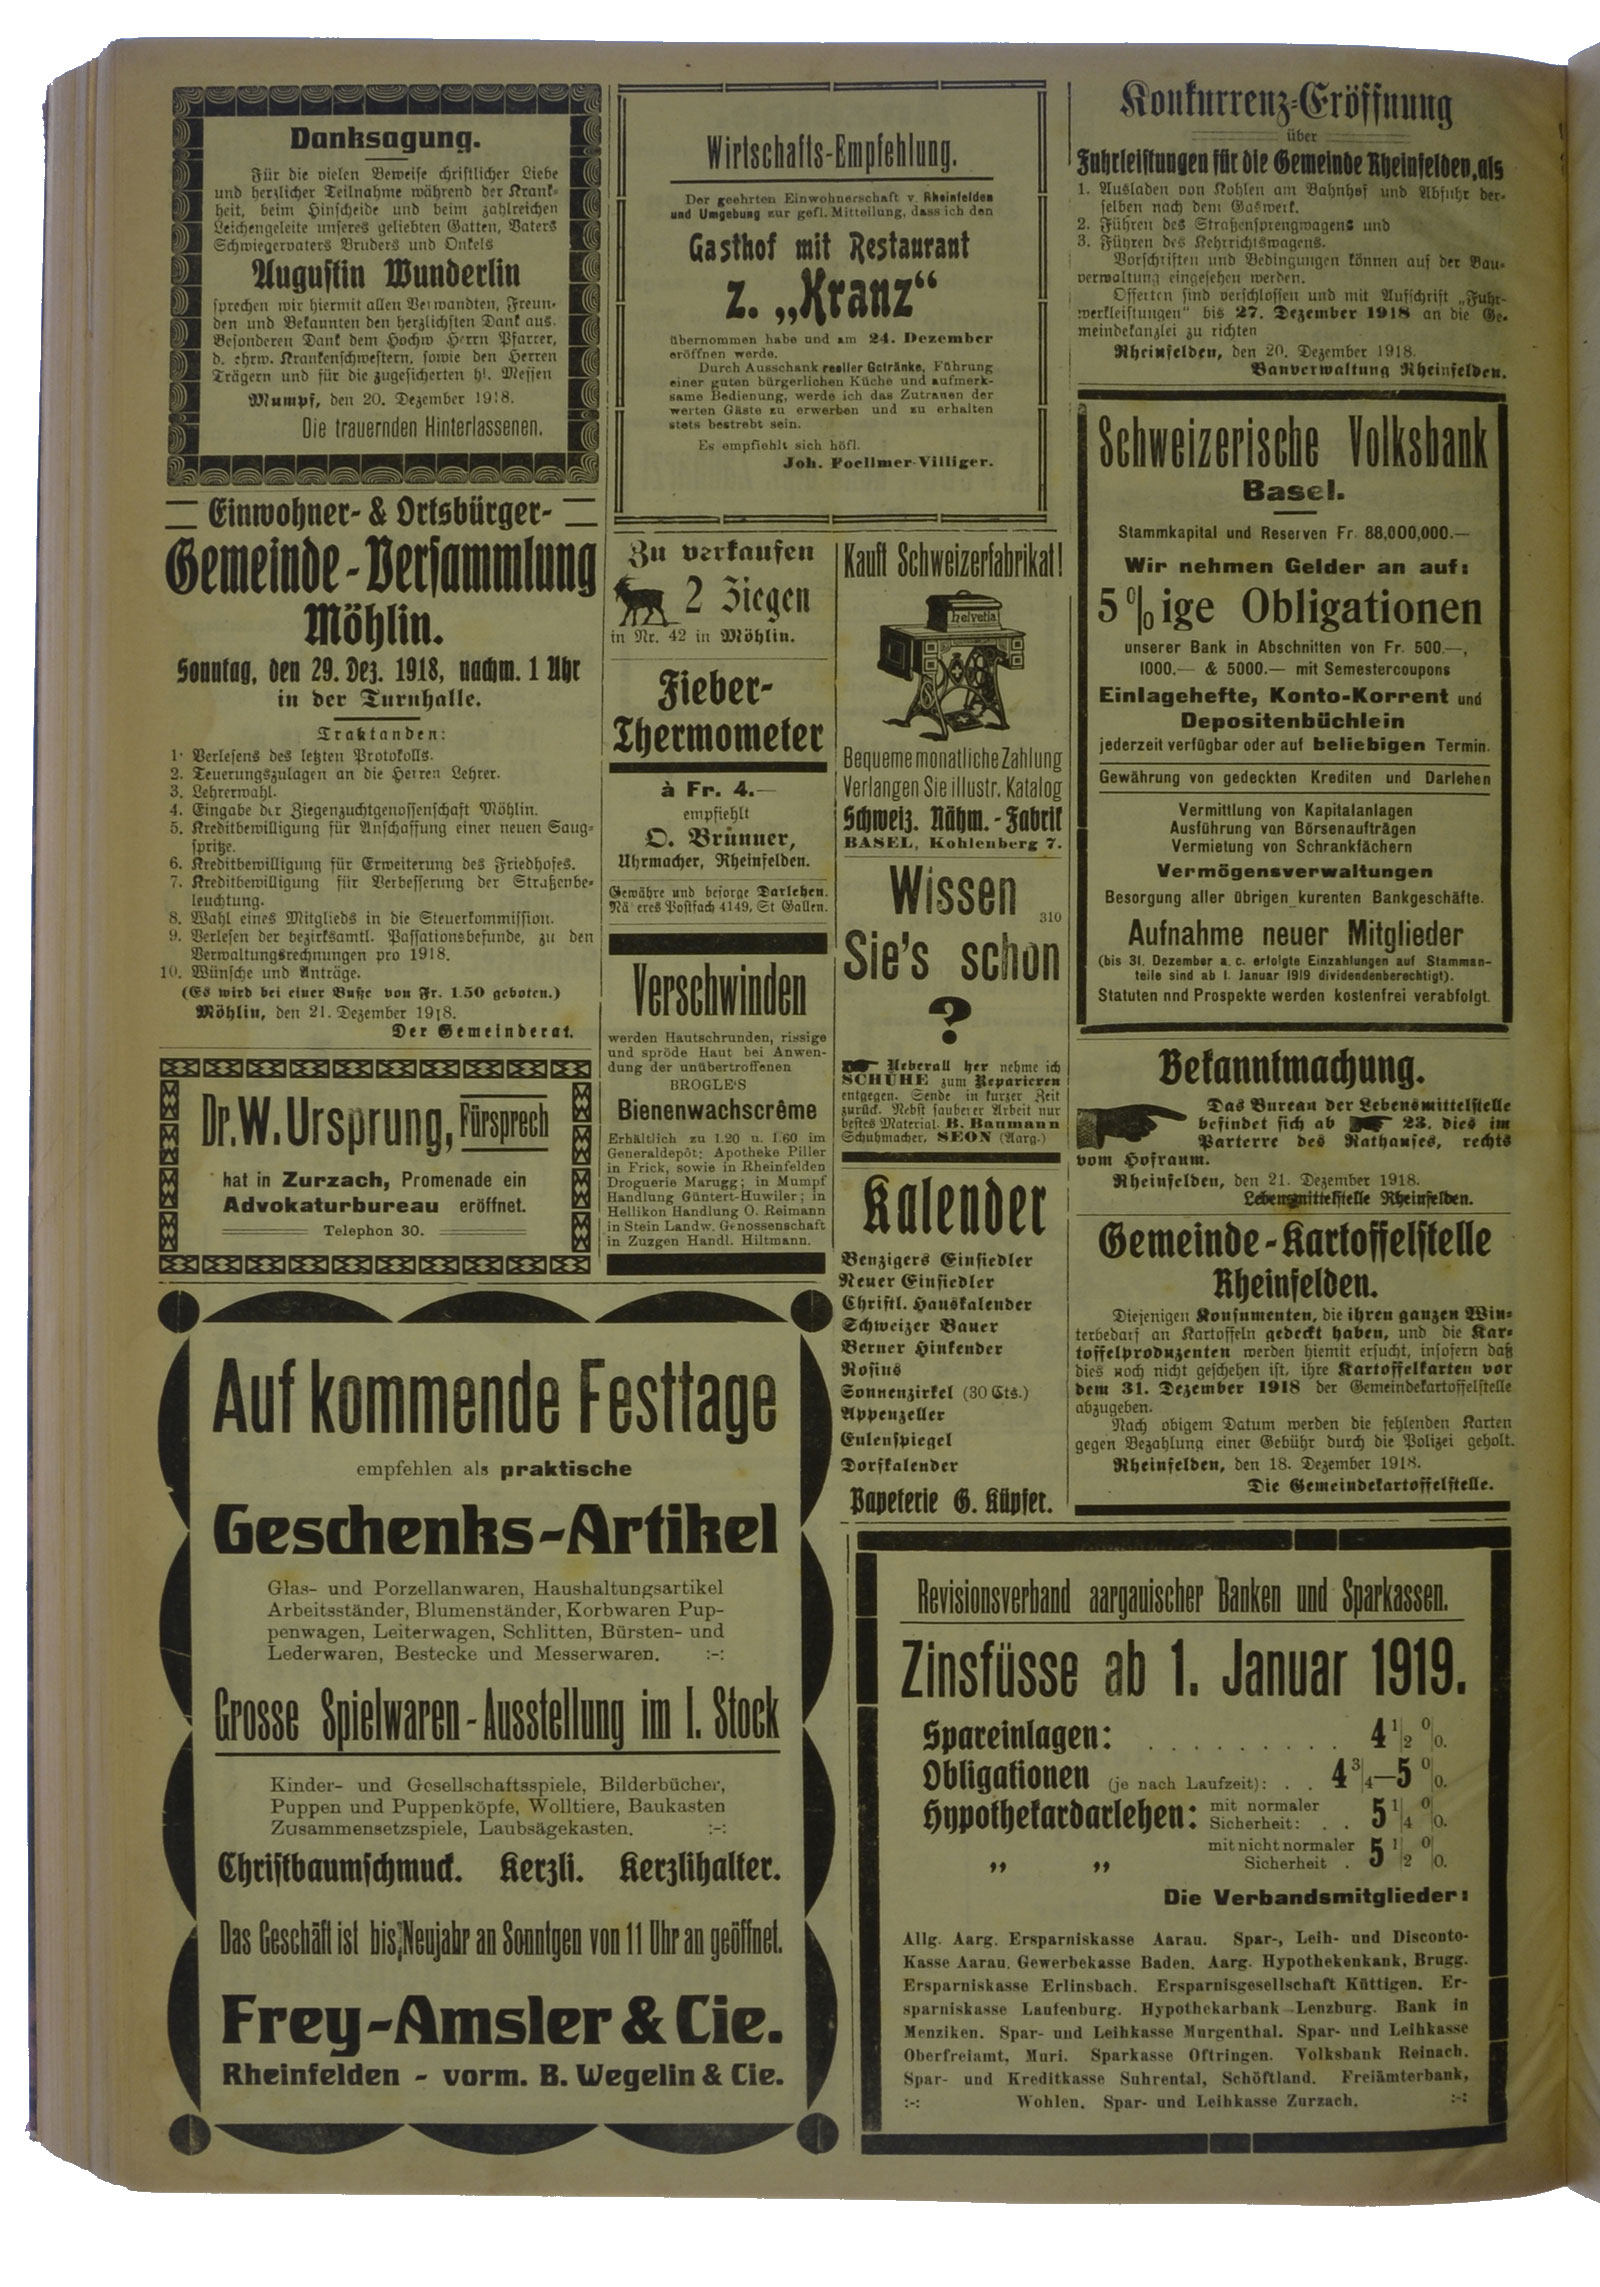 Danksagung.
Für die vielen Beweise christlicher Liebe
und herzlicher Teilnahme während der Krank-
heit, beim Hinscheide und beim zahlreichen
Leichengeleite unseres geliebten Gatten, Vaters
Schwiegervaters Bruders und Onkels
Augustin Wunderlin
sprechen wir hiermit allen Verwandten, Freun-
den und Bekannten den herzlichsten Dank aus.
Besonderen Dank dem Hochw Herrn Pfarrer,
d. ehrw. Krankenschwestern, sowie den Herren
Trägern und für die zugesicherten hl. Messen
Mumpf, den 20. Dezember 1918.
Die trauernden Hinterlassenen.
Einwohner- & Ortsbürger-
Gemeinde-Versammlung
Möhlin.
Sonntag, den 29. Dez. 1918, nachm. 1 Uhr
in der Turnhalle.
Traktanden:
1. Verlesens des letzten Protokolls.
2. Teuerungszulagen an die Herren Lehrer.
3. Lehrerwahl.
4. Eingabe der Ziegenzuchtgenossenschaft Möhlin.
5. Kreditbewilligung für Anschaffung einer neuen Saug-
spritze.
6. Kreditbewilligung für Erweiterung des Friedhofes.
7. Kreditbewilligung für Verbesserung der Straßenbe-
leuchtung.
8. Wahl eines Mitglieds in die Steuerkommission.
9. Verlesen der bezirksamtl. Passationsbefunde, zu den
Verwaltungsrechnungen pro 1918.
10. Wünsche und Anträge.
(Es wird bei einer Buße von Fr. 1.50 geboten.)
Möhlin, den 21. Dezember 1918.
Der Gemeinderat.
Dr. W. Ursprung, Fürsprech
hat in Zurzach, Promenade ein
Advokaturbureau eröffnet.
Telephon 30.
Wirtschafts-Empfehlung.
Der geehrten Einwohnerschaft v. Rheinfelden
und Umgebung zur gefl. Mitteilung, dass ich den
Gasthof mit Restaurant
z. „Kranz“
übernommen habe und am 24. Dezember
eröffnen werde.
Durch Ausschank reeller Getränke, Führung
einer guten bürgerlichen Küche und aufmerk-
same Bedienung, werde ich das Zutrauen der
werten Gäste zu erwerben und zu erhalten
stets bestrebt sein.
Es empfiehlt sich höfl.
Joh. Foellmer-Villiger.
Zu verkaufen
2 Ziegen
in Nr. 42 in Möhlin.
Fieber-
Thermometer
à Fr. 4.—
empfiehlt
O. Brunner,
Uhrmacher, Rheinfelden.
Gewähre und besorge Darlehen.
Nä eres Postfach 4149, St Gallen.
Verschwinden
werden Hautschrunden, rissige
und spröde Haut bei Anwen-
dung der unübertroffenen
BROGLE'S
Bienenwachscrême
Erhältlich zu 1.20 u. 1.60 im
Generaldepôt: Apotheke Piller
in Frick, sowie in Rheinfelden
Droguerie Marugg; in Mumpf
Handlung Güntert-Huwiler; in
Hellikon Handlung O. Reimann
in Stein Landw. Genossenschaft
in Zuzgen Handl. Hiltmann.
Kauft Schweizerfabrikat!
helvetia
Bequeme monatliche Zahlung
Verlangen Sie illustr. Katalog
Schweiz. Nähm.-Fabrik
BASEL, Kohlenberg 7.
Wissen
310
Sie's schon
?
Ueberall her nehme ich
SCHUHE zum Reparieren
entgegen. Sende in kurzer Zeit
zurück. Nebst sauberer Arbeit nur
bestes Material. B. Baumann
Schuhmacher, SEON (Aarg.)
Kalender
Benzigers Einsiedler
Neuer Einsiedler
Christl. Hauskalender
Schweizer Bauer
Berner Hinkender
Rosius
Sonnenzirkel (30 Cts.)
Appenzeller
Eulenspiegel
Dorfkalender
Papeterie G. Küpfer.
Konkurrenz-Eröffnung
über
Fuhrleistungen für die Gemeinde Rheinfelden, als
1. Ausladen von Kohlen am Bahnhof und Abfuhr der-
selben nach dem Gaswerk.
2. Führen des Straßensprengwagens und
3. Führen des Kehrrichtswagens.
Vorschriften und Bedingungen können auf der Bau-
verwaltung eingesehen werden.
Offerten sind verschlossen und mit Aufschrift „Fuhr-
werkleistungen“ bis 27. Dezember 1918 an die Ge-
meindekanzlei zu richten
Rheinfelden, den 20. Dezember 1918.
Bauverwaltung Rheinfelden.
Schweizerische Volksbank
Basel.
Stammkapital und Reserven Fr. 88,000,000.—
Wir nehmen Gelder an auf:
5 % ige Obligationen
unserer Bank in Abschnitten von Fr. 500.—,
1000.— & 5000.— mit Semestercoupons
Einlagehefte, Konto-Korrent und
Depositenbüchlein
jederzeit verfügbar oder auf beliebigen Termin.
Gewährung von gedeckten Krediten und Darlehen
Vermittlung von Kapitalanlagen
Ausführung von Börsenaufträgen
Vermietung von Schrankfächern
Vermögensverwaltungen
Besorgung aller übrigen kurenten Bankgeschäfte.
Aufnahme neuer Mitglieder
(bis 31. Dezember a. c. erfolgte Einzahlungen auf Stamman-
teile sind ab 1. Januar 1919 dividendenberechtigt).
Statuten nnd Prospekte werden kostenfrei verabfolgt.
Bekanntmachung.
Das Bureau der Lebensmittelstelle
befindet sich ab 23. dies im
Parterre des Rathauses, rechts
vom Hofraum.
Rheinfelden, den 21. Dezember 1918.
Lebensmittelstelle Rheinfelden.
Gemeinde-Kartoffelstelle
Rheinfelden.
Diejenigen Konsumenten, die ihren ganzen Win-
terbedarf an Kartoffeln gedeckt haben, und die Kar-
toffelproduzenten werden hiemit ersucht, insofern daß
dies noch nicht geschehen ist, ihre Kartoffelkarten vor
dem 31. Dezember 1918 der Gemeindekartoffelstelle
abzugeben.
Nach obigem Datum werden die fehlenden Karten
gegen Bezahlung einer Gebühr durch die Polizei geholt.
Rheinfelden, den 18. Dezember 1918.
Die Gemeindekartoffelstelle.
Auf kommende Festtage
empfehlen als praktische
Geschenks-Artikel
Glas- und Porzellanwaren, Haushaltungsartikel
Arbeitsständer, Blumenständer, Korbwaren Pup-
penwagen, Leiterwagen, Schlitten, Bürsten- und
Lederwaren, Bestecke und Messerwaren. :-:
Grosse Spielwaren-Ausstellung im I. Stock
Kinder- und Gesellschaftsspiele, Bilderbücher,
Puppen und Puppenköpfe, Wolltiere, Baukasten
Zusammensetzspiele, Laubsägekasten. :-:
Christbaumschmuck. Kerzli. Kerzlihalter.
Das Geschäft ist bis Neujahr an Sonntgen von 11 Uhr an geöffnet.
Frey-Amsler & Cie.
Rheinfelden - vorm. B. Wegelin & Cie.
Revisionsverband aargauischer Banken und Sparkassen.
Zinsfüsse ab 1. Januar 1919.
Spareinlagen: . . . . . . . . . 4 1/2 %.
Obligationen (je nach Laufzeit): . . 4 3/4—5 %.
Hypothekardarlehen: mit normaler Sicherheit: . . 5 1/4 %.
„ „ mit nicht normaler Sicherheit . 5 1/2 %.
Die Verbandsmitglieder:
Allg. Aarg. Ersparniskasse Aarau. Spar-, Leih- und Disconto-
Kasse Aarau. Gewerbekasse Baden. Aarg. Hypothekenkank, Brugg.
Ersparniskasse Erlinsbach. Ersparnisgesellschaft Küttigen. Er-
sparniskasse Laufenburg. Hypothekarbank Lenzburg. Bank in
Menziken. Spar- und Leihkasse Murgenthal. Spar- und Leihkasse
Oberfreiamt, Muri. Sparkasse Oftringen. Volksbank Reinach.
Spar- und Kreditkasse Suhrental, Schöftland. Freiämterbank,
:-: Wohlen. Spar- und Leihkasse Zurzach. :-: